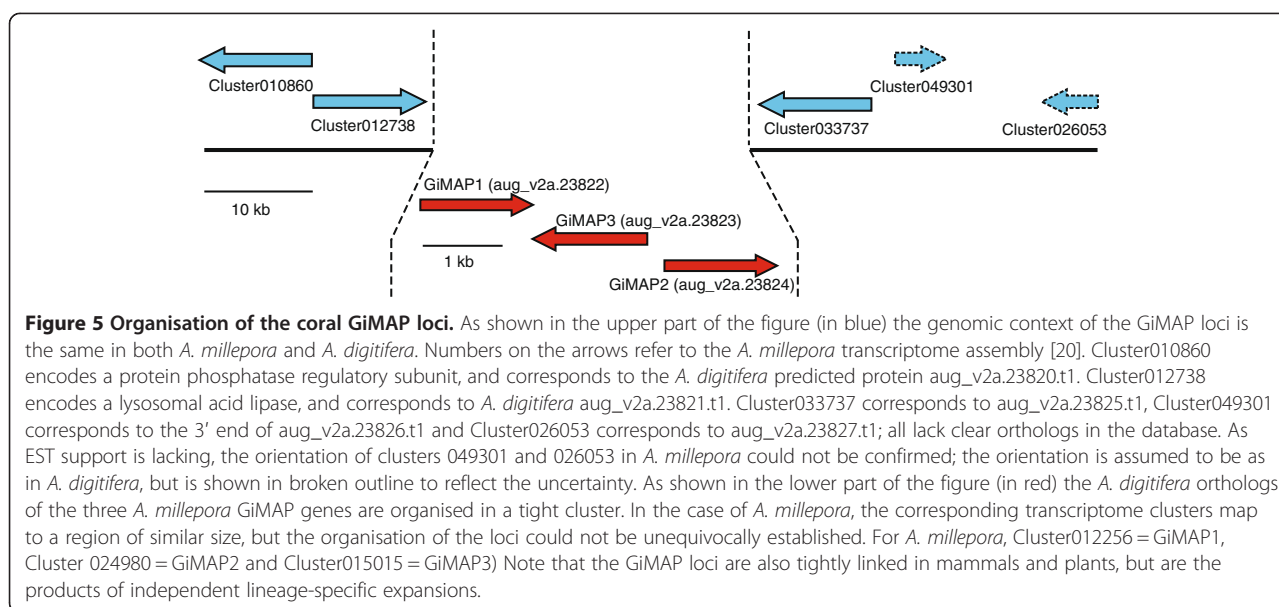 Cluster010860
Cluster012738
Cluster049301
Cluster033737
Cluster026053
10 kb
GiMAP1 (aug_v2a.23822)
GiMAP3 (aug_v2a.23823)
1 kb
GiMAP2 (aug_v2a.23824)
Figure 5 Organisation of the coral GiMAP loci. As shown in the upper part of the figure (in blue) the genomic context of the GiMAP loci is
the same in both A. millepora and A. digitifera. Numbers on the arrows refer to the A. millepora transcriptome assembly [20]. Cluster010860
encodes a protein phosphatase regulatory subunit, and corresponds to the A. digitifera predicted protein aug_v2a.23820.t1. Cluster012738
encodes a lysosomal acid lipase, and corresponds to A. digitifera aug_v2a.23821.t1. Cluster033737 corresponds to aug_v2a.23825.t1, Cluster049301
corresponds to the 3′ end of aug_v2a.23826.t1 and Cluster026053 corresponds to aug_v2a.23827.t1; all lack clear orthologs in the database. As
EST support is lacking, the orientation of clusters 049301 and 026053 in A. millepora could not be confirmed; the orientation is assumed to be as
in A. digitifera, but is shown in broken outline to reflect the uncertainty. As shown in the lower part of the figure (in red) the A. digitifera orthologs
of the three A. millepora GiMAP genes are organised in a tight cluster. In the case of A. millepora, the corresponding transcriptome clusters map
to a region of similar size, but the organisation of the loci could not be unequivocally established. For A. millepora, Cluster012256 = GiMAP1,
Cluster 024980 = GiMAP2 and Cluster015015 = GiMAP3) Note that the GiMAP loci are also tightly linked in mammals and plants, but are the
products of independent lineage-specific expansions.